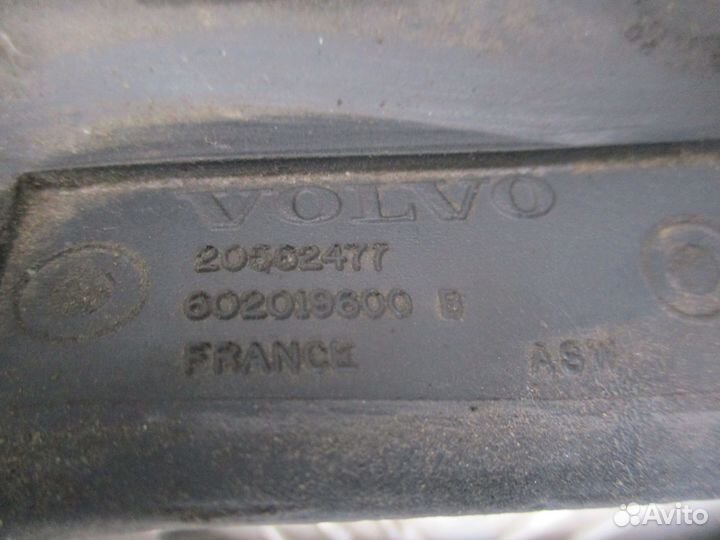 VOLVO
20562477
602019600 B
FRANCE
Avito